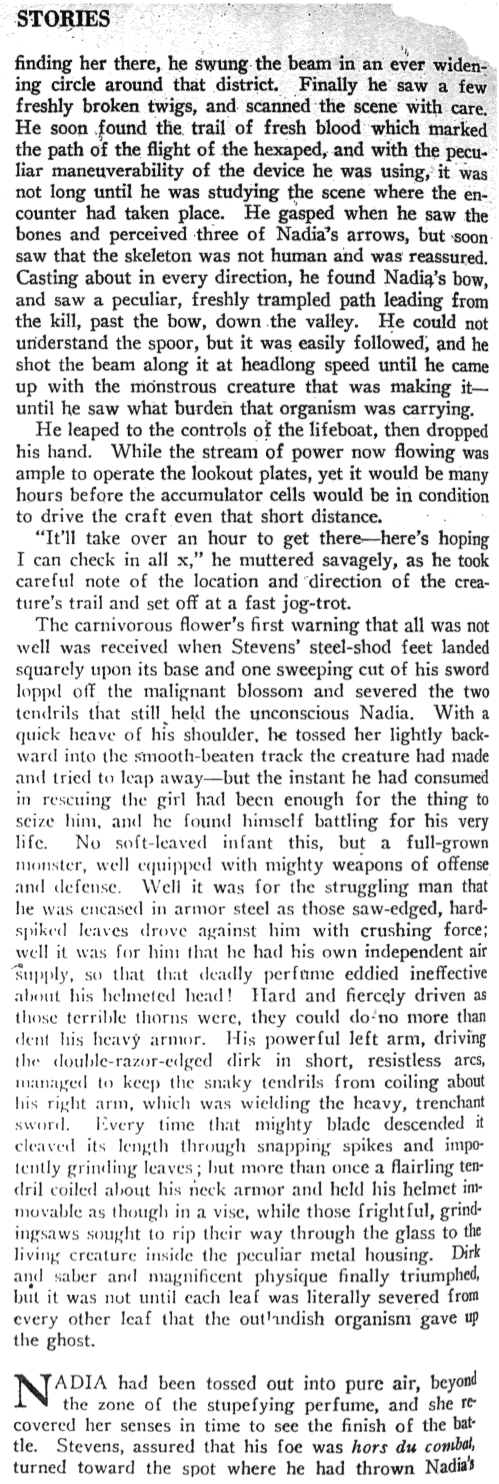 STORIES
finding her there, he swung the beam in an ever widen-
ing circle around that district. Finally he saw a few
freshly broken twigs, and scanned the scene with care.
He soon found the trail of fresh blood which marked
the path of the flight of the hexaped, and with the pecu-
liar maneuverability of the device he was using, it was
not long until he was studying the scene where the en-
counter had taken place. He gasped when he saw the
bones and perceived three of Nadia's arrows, but soon
saw that the skeleton was not human and was reassured.
Casting about in every direction, he found Nadia's bow,
and saw a peculiar, freshly trampled path leading from
the kill, past the bow, down the valley. He could not
understand the spoor, but it was easily followed, and he
shot the beam along it at headlong speed until he came
up with the monstrous creature that was making it—
until he saw what burden that organism was carrying.
He leaped to the controls of the lifeboat, then dropped
his hand. While the stream of power now flowing was
ample to operate the lookout plates, yet it would be many
hours before the accumulator cells would be in condition
to drive the craft even that short distance.
"It'll take over an hour to get there—here's hoping
I can check in all x," he muttered savagely, as he took
careful note of the location and direction of the crea-
ture's trail and set off at a fast jog-trot.
The carnivorous flower's first warning that all was not
well was received when Stevens' steel-shod feet landed
squarely upon its base and one sweeping cut of his sword
loppd off the malignant blossom and severed the two
tendrils that still held the unconscious Nadia. With a
quick heave of his shoulder, he tossed her lightly back-
ward into the smooth-beaten track the creature had made
and tried to leap away—but the instant he had consumed
in rescuing the girl had been enough for the thing to
seize him, and he found himself battling for his very
life. No soft-leaved infant this, but a full-grown
monster, well equipped with mighty weapons of offense
and defense. Well it was for the struggling man that
he was encased in armor steel as those saw-edged, hard-
spiked leaves drove against him with crushing force;
well it was for him that he had his own independent air
supply, so that that deadly perfume eddied ineffective
about his helmeted head! Hard and fiercely driven as
those terrible thorns were, they could do no more than
dent his heavy armor. His powerful left arm, driving
the double-razor-edged dirk in short, resistless arcs,
managed to keep the snaky tendrils from coiling about
his right arm, which was wielding the heavy, trenchant
sword. Every time that mighty blade descended it
cleaved its length through snapping spikes and impo-
tently grinding leaves; but more than once a flairling ten-
dril coiled about his neck armor and held his helmet im-
movable as though in a vise, while those frightful, grind-
ingsaws sought to rip their way through the glass to the
living creature inside the peculiar metal housing. Dirk
and saber and magnificent physique finally triumphed,
but it was not until each leaf was literally severed from
every other leaf that the outlandish organism gave up
the ghost.
NADIA had been tossed out into pure air, beyond
the zone of the stupefying perfume, and she re-
covered her senses in time to see the finish of the bat-
tle. Stevens, assured that his foe was hors du combat,
turned toward the spot where he had thrown Nadia's